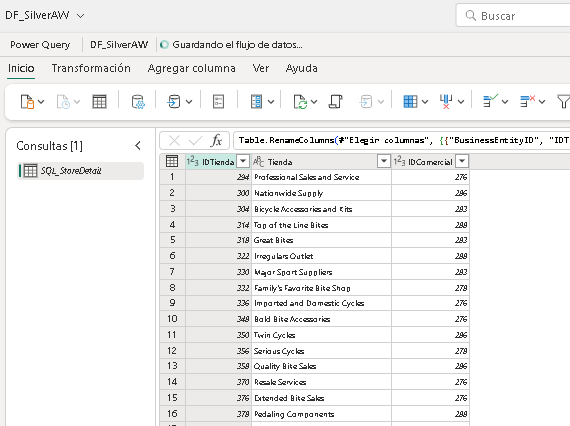 DF_SilverAW
Buscar
Power Query
DF_SilverAW
Guardando el flujo de datos...
Inicio
Transformación
Agregar columna
Ver
Ayuda
Consultas [1]
fx
Table.RenameColumns(#"Elegir columnas", {{"BusinessEntityID", "IDT
SQL_StoreDetail
1²3 IDTienda
ABC Tienda
1²3 IDComercial
1 294 Professional Sales and Service 276
2 300 Nationwide Supply 286
3 304 Bicycle Accessories and Kits 283
4 314 Top of the Line Bikes 288
5 318 Great Bikes 283
6 322 Irregulars Outlet 288
7 330 Major Sport Suppliers 283
8 332 Family's Favorite Bike Shop 278
9 336 Imported and Domestic Cycles 276
10 348 Bold Bike Accessories 276
11 350 Twin Cycles 286
12 356 Serious Cycles 278
13 358 Quality Bike Sales 286
14 370 Resale Services 276
15 376 Extended Bike Sales 276
16 378 Pedaling Components 288